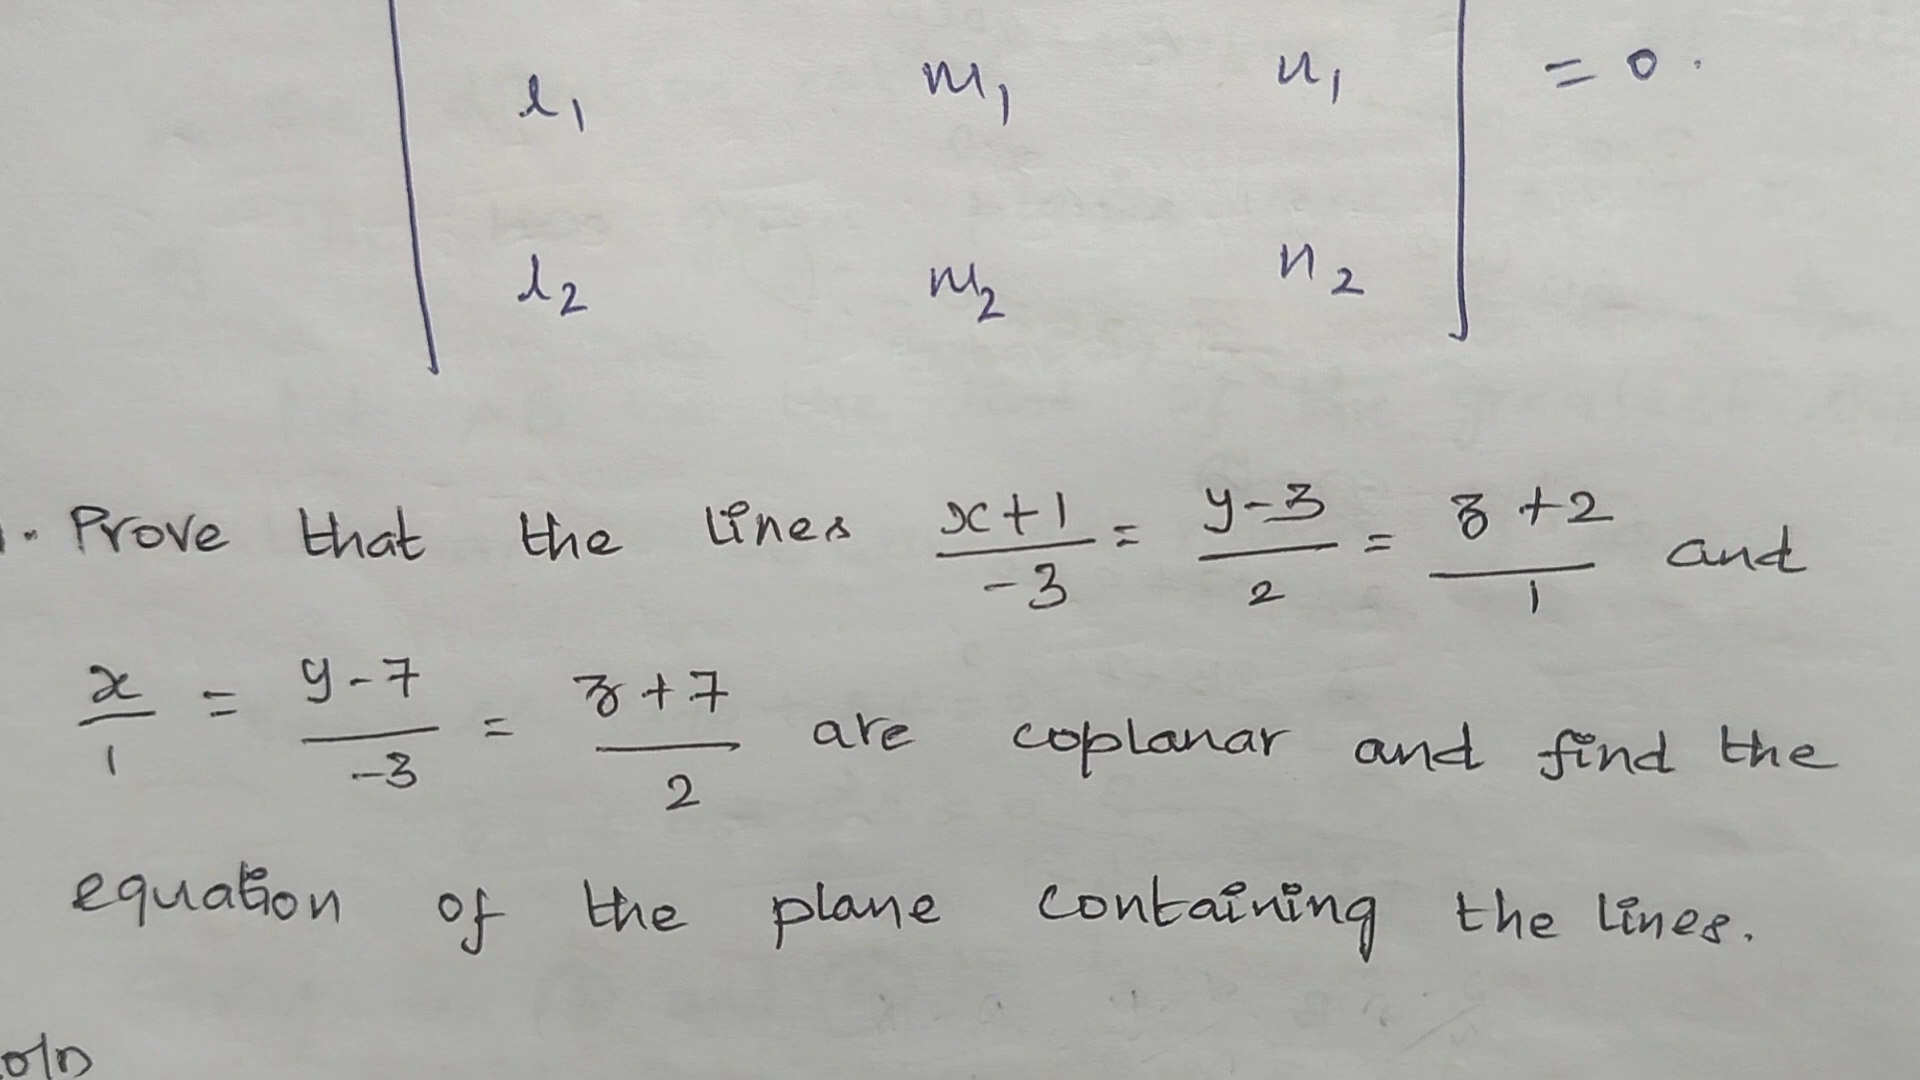 l₁ m₁ n₁ = 0.
l₂ m₂ n₂
Prove that the lines (x+1)/-3 = (y-3)/2 = (z+2)/1 and
x/1 = (y-7)/-3 = (z+7)/2 are coplanar and find the
equation of the plane containing the lines.